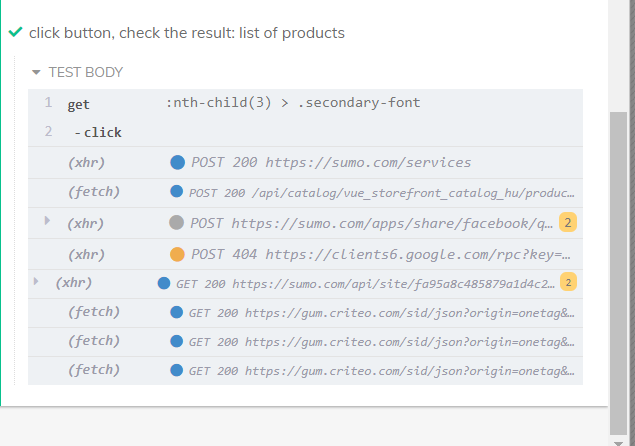 click button, check the result: list of products
TEST BODY
1 get :nth-child(3) > .secondary-font
2 - click
(xhr) POST 200 https://sumo.com/services
(fetch) POST 200 /api/catalog/vue_storefront_catalog_hu/produc…
(xhr) POST https://sumo.com/apps/share/facebook/q… 2
(xhr) POST 404 https://clients6.google.com/rpc?key=…
(xhr) GET 200 https://sumo.com/api/site/fa95a8c485879a1d4c2… 2
(fetch) GET 200 https://gum.criteo.com/sid/json?origin=onetag&…
(fetch) GET 200 https://gum.criteo.com/sid/json?origin=onetag&…
(fetch) GET 200 https://gum.criteo.com/sid/json?origin=onetag&…